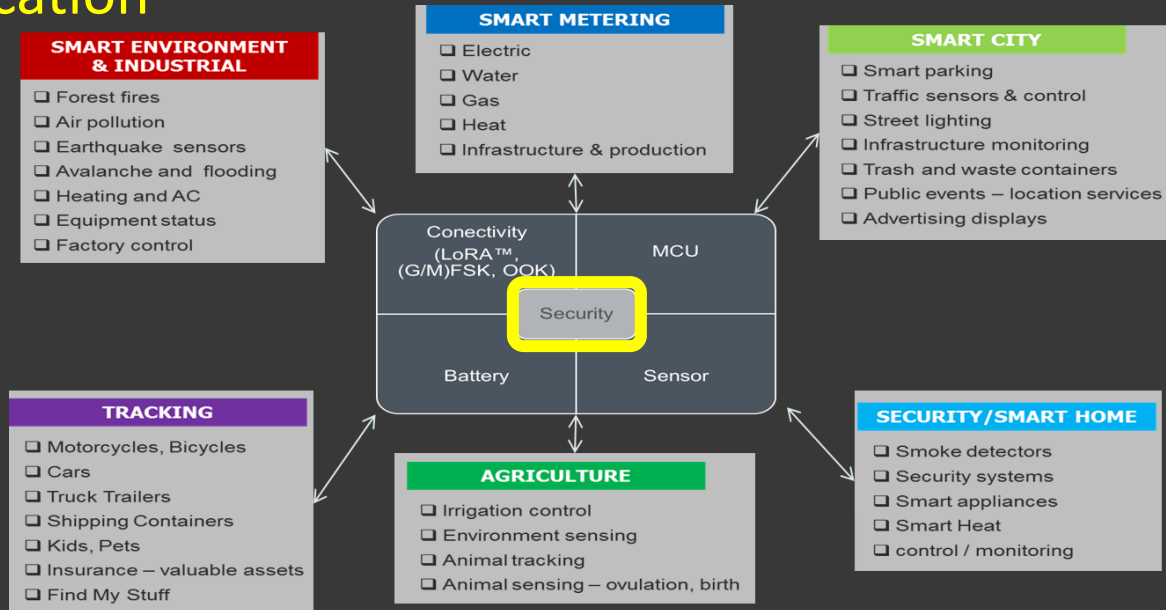 SMART ENVIRONMENT
& INDUSTRIAL
❑ Forest fires
❑ Air pollution
❑ Earthquake sensors
❑ Avalanche and flooding
❑ Heating and AC
❑ Equipment status
❑ Factory control
SMART METERING
❑ Electric
❑ Water
❑ Gas
❑ Heat
❑ Infrastructure & production
SMART CITY
❑ Smart parking
❑ Traffic sensors & control
❑ Street lighting
❑ Infrastructure monitoring
❑ Trash and waste containers
❑ Public events – location services
❑ Advertising displays
Conectivity
(LoRA™,
(G/M)FSK, OOK)
MCU
Security
Battery
Sensor
TRACKING
❑ Motorcycles, Bicycles
❑ Cars
❑ Truck Trailers
❑ Shipping Containers
❑ Kids, Pets
❑ Insurance – valuable assets
❑ Find My Stuff
AGRICULTURE
❑ Irrigation control
❑ Environment sensing
❑ Animal tracking
❑ Animal sensing – ovulation, birth
SECURITY/SMART HOME
❑ Smoke detectors
❑ Security systems
❑ Smart appliances
❑ Smart Heat
❑ control / monitoring